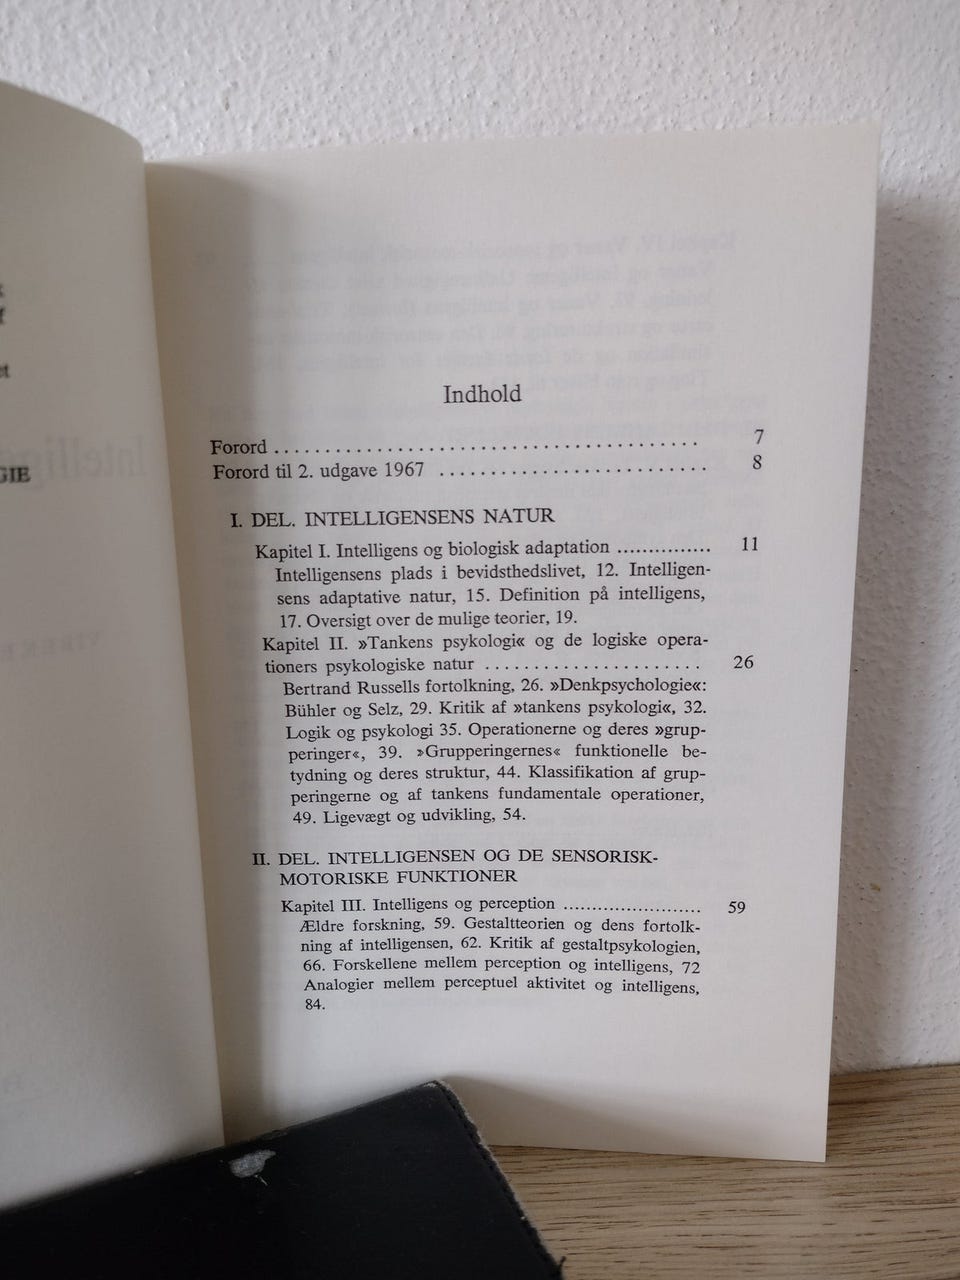 GIE
Indhold
Forord . . . . . . . . . . . . . . . . . . . . . . . . . . . . . . . . . . . . . . . . 7
Forord til 2. udgave 1967 . . . . . . . . . . . . . . . . . . . . . . . . . 8
I. DEL. INTELLIGENSENS NATUR
Kapitel I. Intelligens og biologisk adaptation ............... 11
Intelligensens plads i bevidsthedslivet, 12. Intelligen-
sens adaptative natur, 15. Definition på intelligens,
17. Oversigt over de mulige teorier, 19.
Kapitel II. »Tankens psykologi« og de logiske opera-
tioners psykologiske natur . . . . . . . . . . . . . . . . . . . . . . 26
Bertrand Russells fortolkning, 26. »Denkpsychologie«:
Bühler og Selz, 29. Kritik af »tankens psykologi«, 32.
Logik og psykologi 35. Operationerne og deres »grup-
peringer«, 39. »Grupperingernes« funktionelle be-
tydning og deres struktur, 44. Klassifikation af grup-
peringerne og af tankens fundamentale operationer,
49. Ligevægt og udvikling, 54.
II. DEL. INTELLIGENSEN OG DE SENSORISK-
MOTORISKE FUNKTIONER
Kapitel III. Intelligens og perception ........................ 59
Ældre forskning, 59. Gestaltteorien og dens fortolk-
ning af intelligensen, 62. Kritik af gestaltpsykologien,
66. Forskellene mellem perception og intelligens, 72
Analogier mellem perceptuel aktivitet og intelligens,
84.